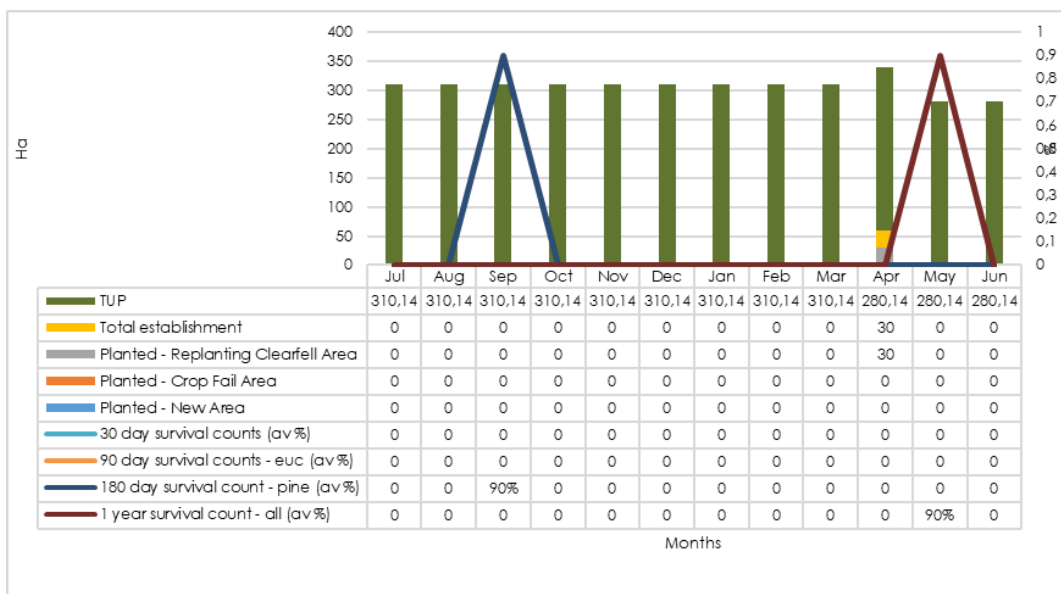 400
350
300
250
200
150
100
50
0
Ha
1
0,9
0,8
0,7
0,6
0,5
0,4
0,3
0,2
0,1
0
%
Jul Aug Sep Oct Nov Dec Jan Feb Mar Apr May Jun
TUP 310,14 310,14 310,14 310,14 310,14 310,14 310,14 310,14 310,14 280,14 280,14 280,14
Total establishment 0 0 0 0 0 0 0 0 0 30 0 0
Planted - Replanting Clearfell Area 0 0 0 0 0 0 0 0 0 30 0 0
Planted - Crop Fail Area 0 0 0 0 0 0 0 0 0 0 0 0
Planted - New Area 0 0 0 0 0 0 0 0 0 0 0 0
30 day survival counts (av%) 0 0 0 0 0 0 0 0 0 0 0 0
90 day survival counts - euc (av%) 0 0 0 0 0 0 0 0 0 0 0 0
180 day survival count - pine (av%) 0 0 90% 0 0 0 0 0 0 0 0 0
1 year survival count - all (av%) 0 0 0 0 0 0 0 0 0 0 90% 0
Months